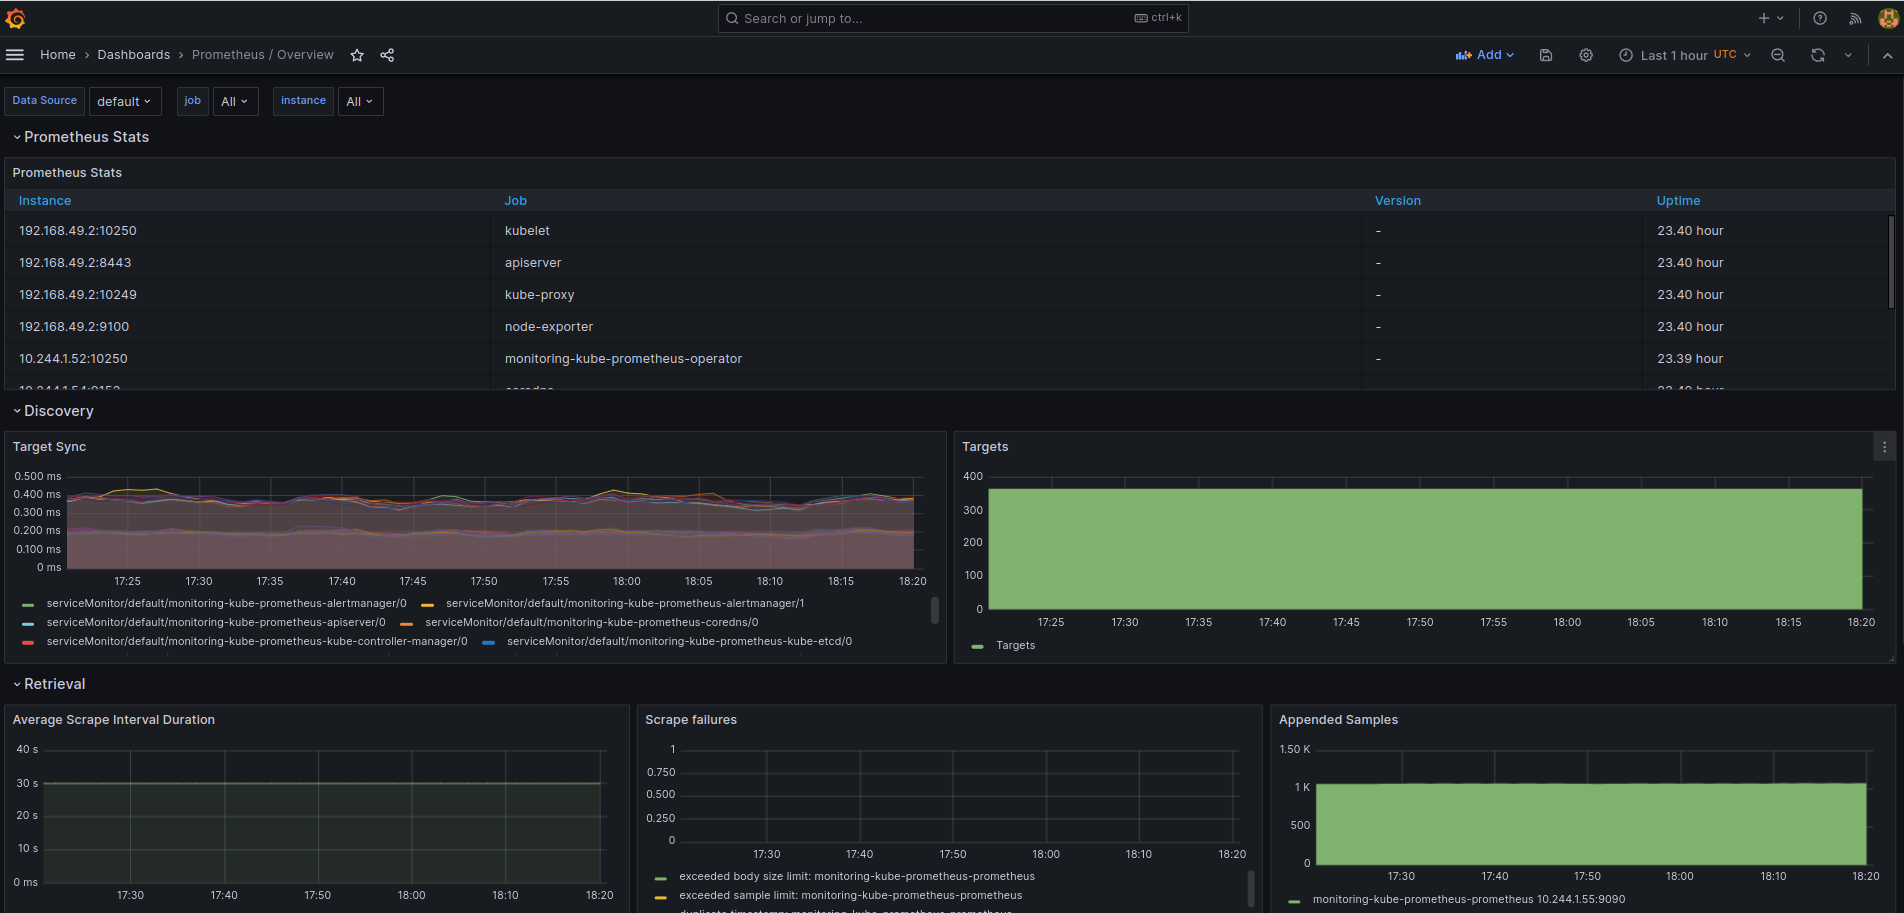 Search or jump to... ctrl+k
Home › Dashboards › Prometheus / Overview Add Last 1 hour UTC
Data Source default job All instance All
Prometheus Stats
Prometheus Stats
Instance Job Version Uptime
192.168.49.2:10250 kubelet - 23.40 hour
192.168.49.2:8443 apiserver - 23.40 hour
192.168.49.2:10249 kube-proxy - 23.40 hour
192.168.49.2:9100 node-exporter - 23.40 hour
10.244.1.52:10250 monitoring-kube-prometheus-operator - 23.39 hour
Discovery
Target Sync
0.500 ms
0.400 ms
0.300 ms
0.200 ms
0.100 ms
0 ms
17:25 17:30 17:35 17:40 17:45 17:50 17:55 18:00 18:05 18:10 18:15 18:20
serviceMonitor/default/monitoring-kube-prometheus-alertmanager/0 serviceMonitor/default/monitoring-kube-prometheus-alertmanager/1
serviceMonitor/default/monitoring-kube-prometheus-apiserver/0 serviceMonitor/default/monitoring-kube-prometheus-coredns/0
serviceMonitor/default/monitoring-kube-prometheus-kube-controller-manager/0 serviceMonitor/default/monitoring-kube-prometheus-kube-etcd/0
Targets
400
300
200
100
0
17:25 17:30 17:35 17:40 17:45 17:50 17:55 18:00 18:05 18:10 18:15 18:20
Targets
Retrieval
Average Scrape Interval Duration
40 s
30 s
20 s
10 s
0 ms
17:30 17:40 17:50 18:00 18:10 18:20
Scrape failures
1
0.750
0.500
0.250
0
17:30 17:40 17:50 18:00 18:10 18:20
exceeded body size limit: monitoring-kube-prometheus-prometheus
exceeded sample limit: monitoring-kube-prometheus-prometheus
Appended Samples
1.50 K
1 K
500
0
17:30 17:40 17:50 18:00 18:10 18:20
monitoring-kube-prometheus-prometheus 10.244.1.55:9090